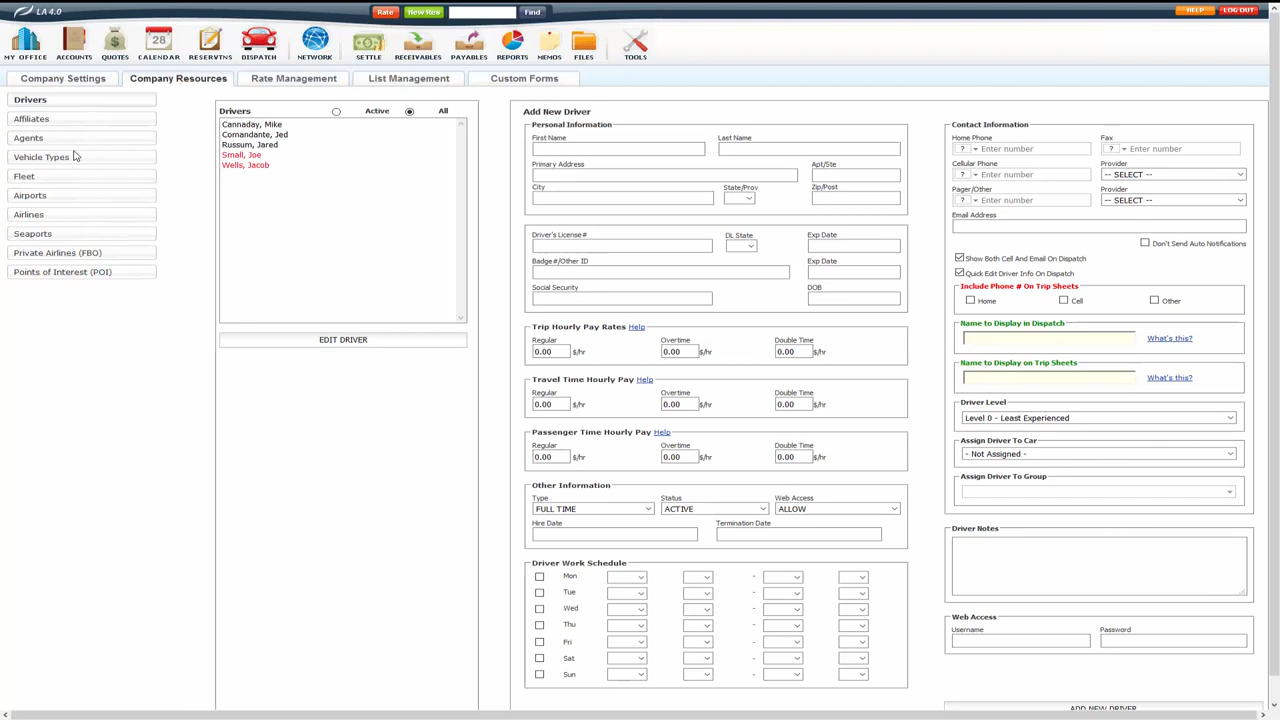 LA 4.0
Rate New Res Find HELP LOG OUT
MY OFFICE ACCOUNTS QUOTES CALENDAR RESERVTNS DISPATCH NETWORK SETTLE RECEIVABLES PAYABLES REPORTS MEMOS FILES TOOLS
28
Company Settings Company Resources Rate Management List Management Custom Forms
Drivers
Affiliates
Agents
Vehicle Types
Fleet
Airports
Airlines
Seaports
Private Airlines (FBO)
Points of Interest (POI)
Drivers Active All
Cannaday, Mike
Comandante, Jed
Russum, Jared
Small, Joe
Wells, Jacob
EDIT DRIVER
Add New Driver
Personal Information
First Name Last Name
Primary Address Apt/Ste
City State/Prov Zip/Post
Driver's License# DL State Exp Date
Badge#/Other ID Exp Date
Social Security DOB
Trip Hourly Pay Rates Help
Regular Overtime Double Time
0.00 $/hr 0.00 $/hr 0.00 $/hr
Travel Time Hourly Pay Help
Regular Overtime Double Time
0.00 $/hr 0.00 $/hr 0.00 $/hr
Passenger Time Hourly Pay Help
Regular Overtime Double Time
0.00 $/hr 0.00 $/hr 0.00 $/hr
Other Information
Type Status Web Access
FULL TIME ACTIVE ALLOW
Hire Date Termination Date
Driver Work Schedule
Mon -
Tue -
Wed -
Thu -
Fri -
Sat -
Sun -
Contact Information
Home Phone Fax
? Enter number ? Enter number
Cellular Phone Provider
? Enter number -- SELECT --
Pager/Other Provider
? Enter number -- SELECT --
Email Address
Don't Send Auto Notifications
Show Both Cell And Email On Dispatch
Quick Edit Driver Info On Dispatch
Include Phone # On Trip Sheets
Home Cell Other
Name to Display in Dispatch
What's this?
Name to Display on Trip Sheets
What's this?
Driver Level
Level 0 - Least Experienced
Assign Driver To Car
- Not Assigned -
Assign Driver To Group
Driver Notes
Web Access
Username Password
ADD NEW DRIVER